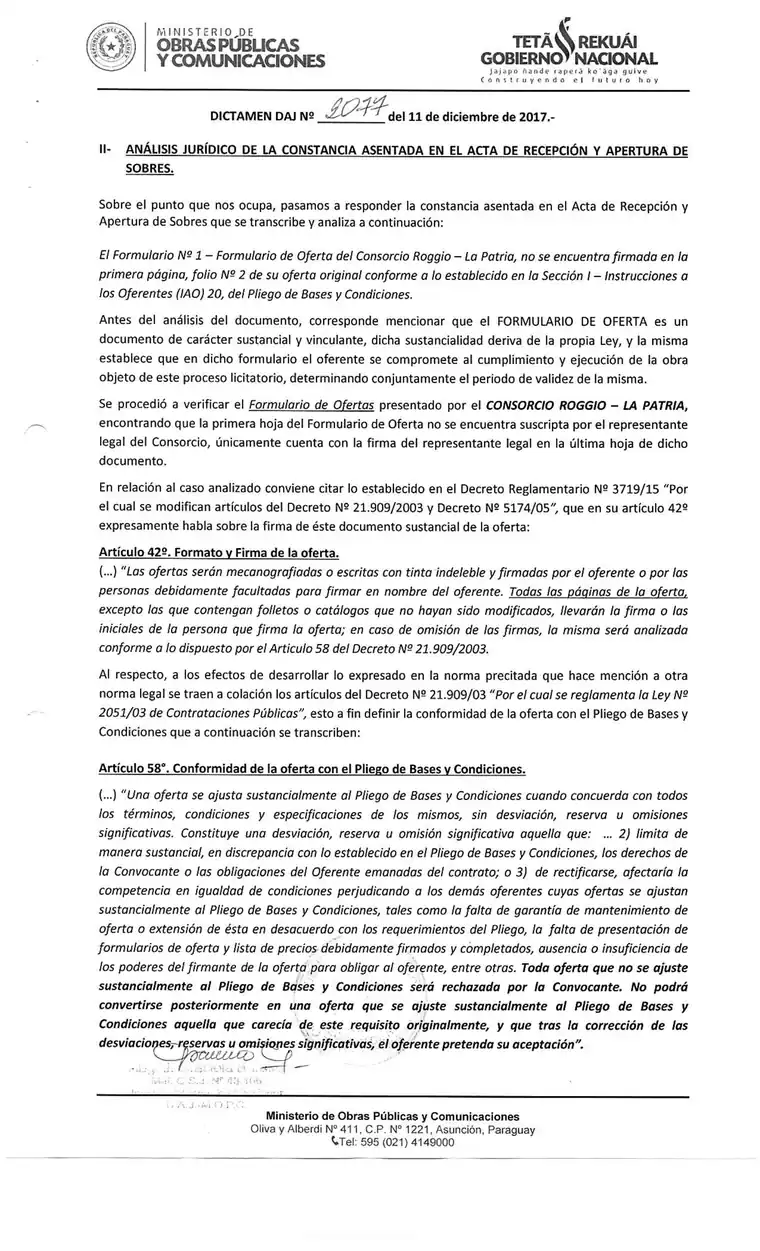 MINISTERIO DE
OBRAS PÚBLICAS
Y COMUNICACIONES
TETÃ REKUÁI
GOBIERNO NACIONAL
Jajapo ñande raperã ko'ãga guive
Construyendo el futuro hoy
DICTAMEN DAJ Nº 2077 del 11 de diciembre de 2017.-
II- ANÁLISIS JURÍDICO DE LA CONSTANCIA ASENTADA EN EL ACTA DE RECEPCIÓN Y APERTURA DE
SOBRES.
Sobre el punto que nos ocupa, pasamos a responder la constancia asentada en el Acta de Recepción y
Apertura de Sobres que se transcribe y analiza a continuación:
El Formulario Nº 1 – Formulario de Oferta del Consorcio Roggio – La Patria, no se encuentra firmada en la
primera página, folio Nº 2 de su oferta original conforme a lo establecido en la Sección I – Instrucciones a
los Oferentes (IAO) 20, del Pliego de Bases y Condiciones.
Antes del análisis del documento, corresponde mencionar que el FORMULARIO DE OFERTA es un
documento de carácter sustancial y vinculante, dicha sustancialidad deriva de la propia Ley, y la misma
establece que en dicho formulario el oferente se compromete al cumplimiento y ejecución de la obra
objeto de este proceso licitatorio, determinando conjuntamente el periodo de validez de la misma.
Se procedió a verificar el Formulario de Ofertas presentado por el CONSORCIO ROGGIO – LA PATRIA,
encontrando que la primera hoja del Formulario de Oferta no se encuentra suscripta por el representante
legal del Consorcio, únicamente cuenta con la firma del representante legal en la última hoja de dicho
documento.
En relación al caso analizado conviene citar lo establecido en el Decreto Reglamentario Nº 3719/15 “Por
el cual se modifican artículos del Decreto Nº 21.909/2003 y Decreto Nº 5174/05”, que en su artículo 42º
expresamente habla sobre la firma de éste documento sustancial de la oferta:
Artículo 42º. Formato y Firma de la oferta.
(...) “Las ofertas serán mecanografiadas o escritas con tinta indeleble y firmadas por el oferente o por las
personas debidamente facultadas para firmar en nombre del oferente. Todas las páginas de la oferta,
excepto las que contengan folletos o catálogos que no hayan sido modificados, llevarán la firma o las
iniciales de la persona que firma la oferta; en caso de omisión de las firmas, la misma será analizada
conforme a lo dispuesto por el Articulo 58 del Decreto Nº 21.909/2003.
Al respecto, a los efectos de desarrollar lo expresado en la norma precitada que hace mención a otra
norma legal se traen a colación los artículos del Decreto Nº 21.909/03 “Por el cual se reglamenta la Ley Nº
2051/03 de Contrataciones Públicas”, esto a fin definir la conformidad de la oferta con el Pliego de Bases y
Condiciones que a continuación se transcriben:
Artículo 58°. Conformidad de la oferta con el Pliego de Bases y Condiciones.
(...) “Una oferta se ajusta sustancialmente al Pliego de Bases y Condiciones cuando concuerda con todos
los términos, condiciones y especificaciones de los mismos, sin desviación, reserva u omisiones
significativas. Constituye una desviación, reserva u omisión significativa aquella que: ... 2) limita de
manera sustancial, en discrepancia con lo establecido en el Pliego de Bases y Condiciones, los derechos de
la Convocante o las obligaciones del Oferente emanadas del contrato; o 3) de rectificarse, afectaría la
competencia en igualdad de condiciones perjudicando a los demás oferentes cuyas ofertas se ajustan
sustancialmente al Pliego de Bases y Condiciones, tales como la falta de garantía de mantenimiento de
oferta o extensión de ésta en desacuerdo con los requerimientos del Pliego, la falta de presentación de
formularios de oferta y lista de precios debidamente firmados y completados, ausencia o insuficiencia de
los poderes del firmante de la oferta para obligar al oferente, entre otras. Toda oferta que no se ajuste
sustancialmente al Pliego de Bases y Condiciones será rechazada por la Convocante. No podrá
convertirse posteriormente en una oferta que se ajuste sustancialmente al Pliego de Bases y
Condiciones aquella que carecía de este requisito originalmente, y que tras la corrección de las
desviaciones, reservas u omisiones significativas, el oferente pretenda su aceptación”.
Ministerio de Obras Públicas y Comunicaciones
Oliva y Alberdi Nº 411, C.P. Nº 1221, Asunción, Paraguay
Tel: 595 (021) 4149000